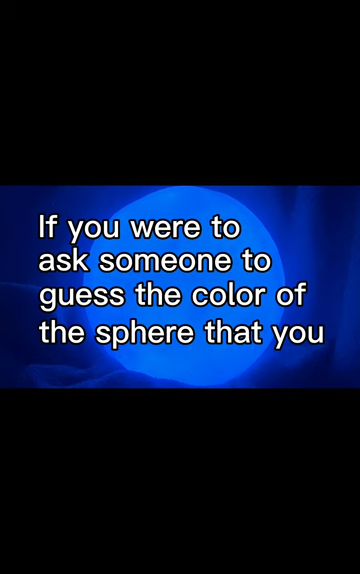 If you were to
ask someone to
guess the color of
the sphere that you